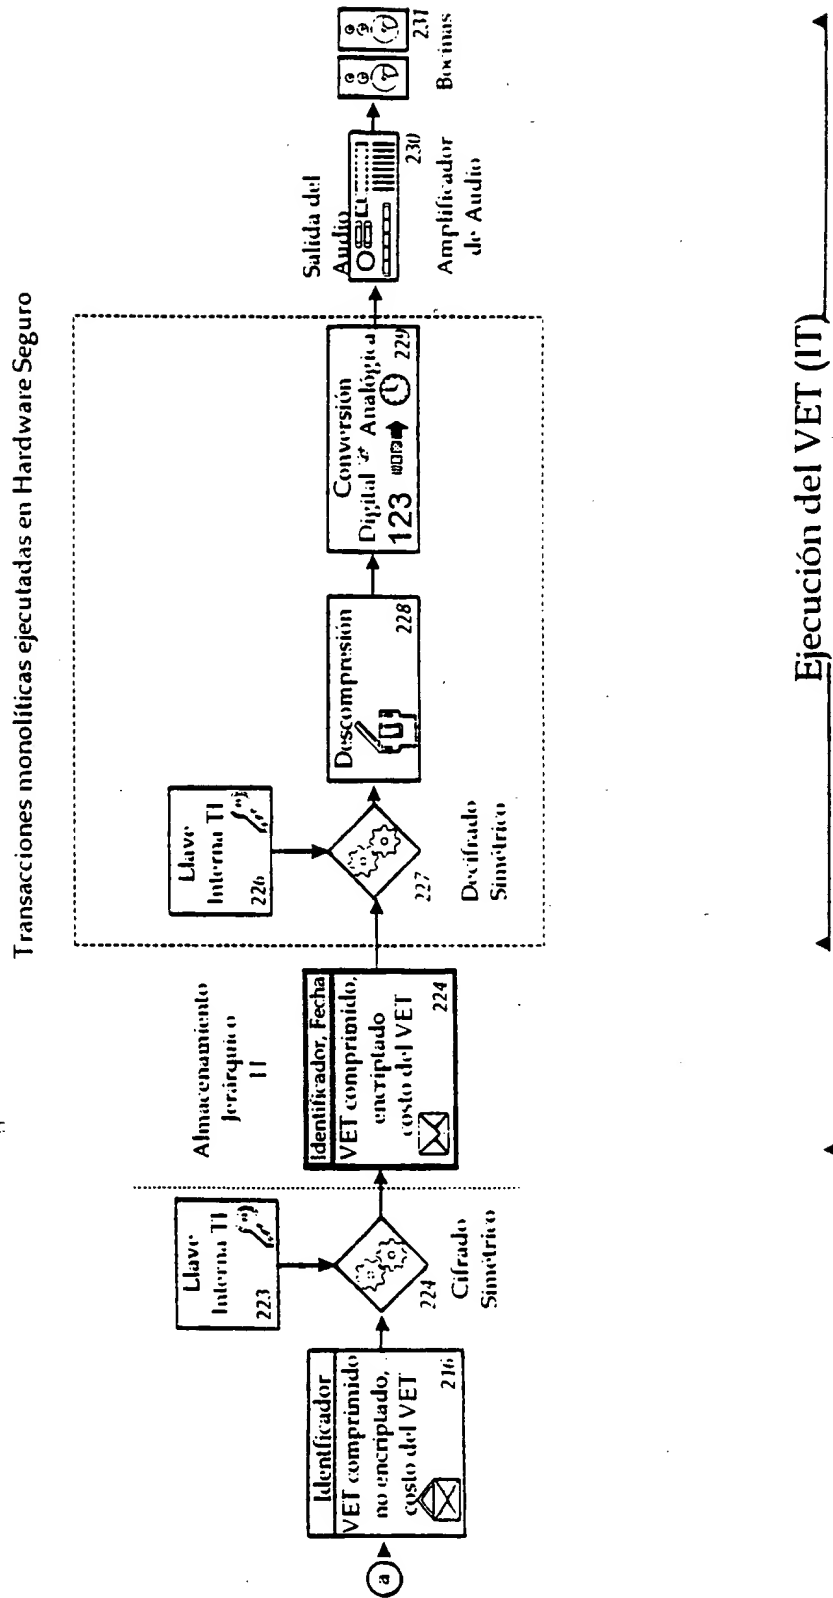 Transacciones monolíticas ejecutadas en Hardware Seguro
a
Identficador
VET comprimido
no encriptado,
costo del VET
216
Llave
Interna TI
223
224
Cifrado
Simétrico
Almacenamiento
Jerárquico
Identificador, Fecha
VET comprimido,
encriptado
costo del VET
224
Llave
Interna TI
226
227
Decifrado
Simétrico
Descompresión
228
Conversión
Digital Analógica
123
229
Salida del
Audio
230
Amplificador
de Audio
231
Bocinas
Ejecución del VET (IT)